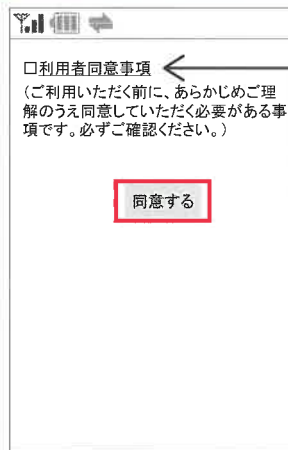 □利用者同意事項
(ご利用いただく前に、あらかじめご理
解のうえ同意していただく必要がある事
項です。必ずご確認ください。)
同意する